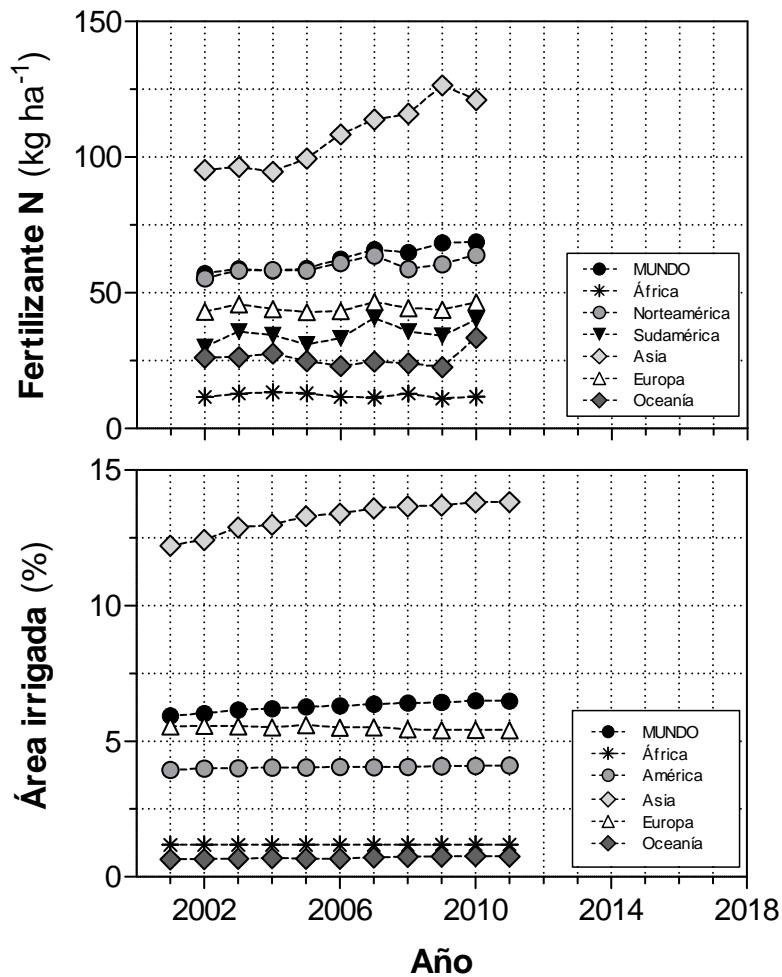 150
100
50
0
Fertilizante N (kg ha⁻¹)
MUNDO
África
Norteamérica
Sudamérica
Asia
Europa
Oceanía
15
10
5
0
Área irrigada (%)
MUNDO
África
América
Asia
Europa
Oceanía
2002 2006 2010 2014 2018
Año